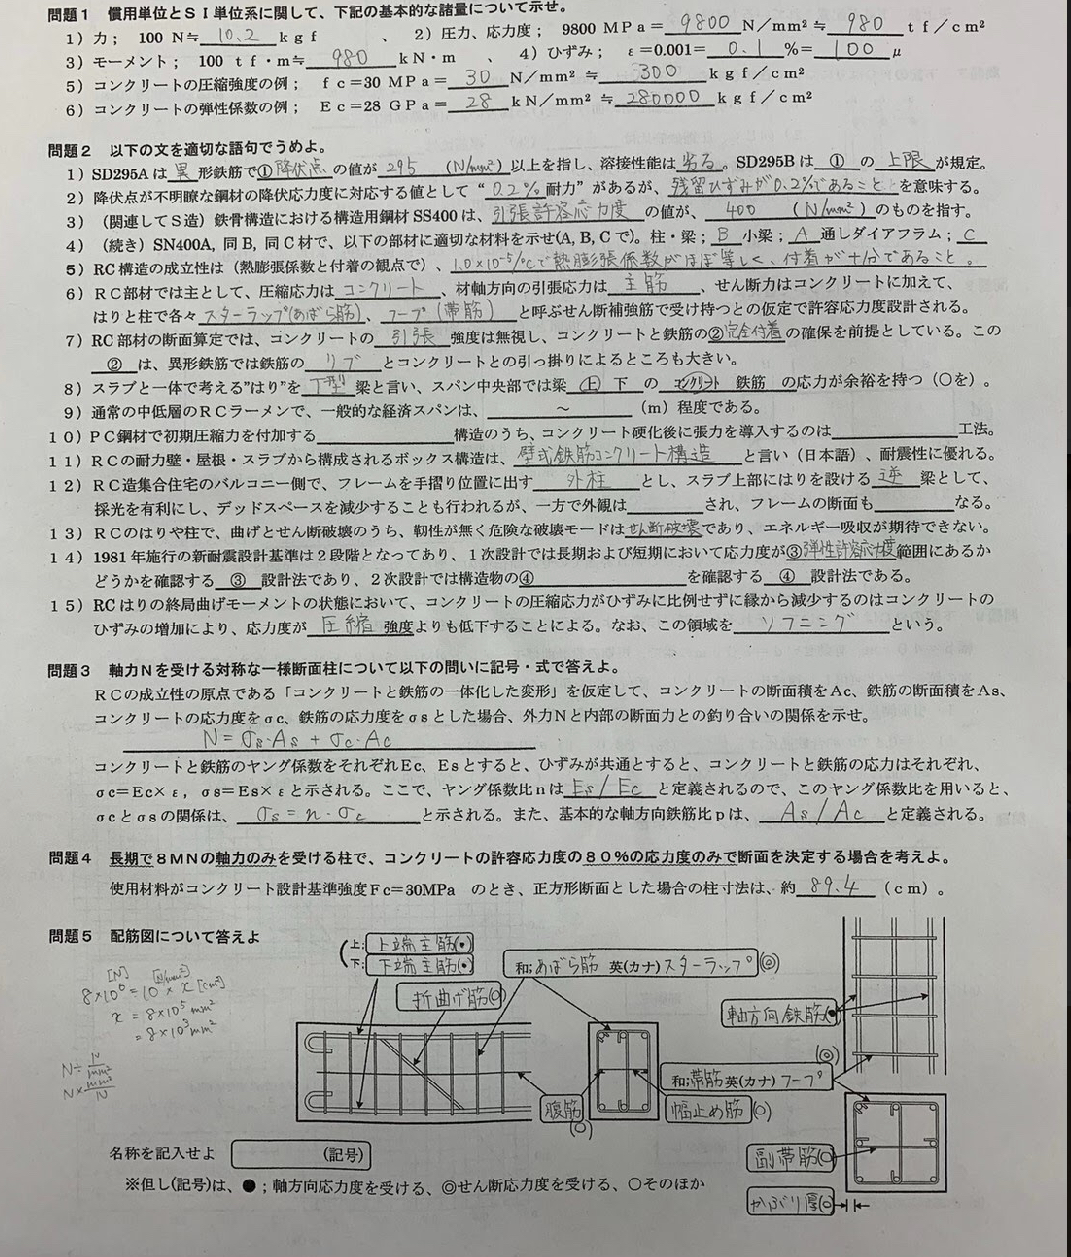 問題1 慣用単位とSI単位系に関して、下記の基本的な諸量について示せ。
1)力; 100 N≒ 10.2 kgf 、 2)圧力、応力度; 9800 MPa= 9800 N/mm²≒ 980 tf/cm²
3)モーメント; 100 tf・m≒ 980 kN・m 、 4)ひずみ; ε=0.001= 0.1 %= 100 μ
5)コンクリートの圧縮強度の例; fc=30 MPa= 30 N/mm² ≒ 300 kgf/cm²
6)コンクリートの弾性係数の例; Ec=28 GPa= 28 kN/mm² ≒ 280000 kgf/cm²
問題2 以下の文を適切な語句でうめよ。
1)SD295Aは 異 形鉄筋で①降伏点 の値が 295 (N/mm²)以上を指し、溶接性能は 劣る 。SD295Bは ① の 上限 が規定。
2)降伏点が不明瞭な鋼材の降伏応力度に対応する値として“ 0.2% 耐力”があるが、残留ひずみが0.2%であること を意味する。
3)(関連してS造)鉄骨構造における構造用鋼材SS400は、引張許容応力度 の値が、 400 (N/mm²)のものを指す。
4)(続き)SN400A, 同B, 同C材で、以下の部材に適切な材料を示せ(A, B, Cで)。柱・梁; B 小梁; A 通しダイアフラム; C
5)RC構造の成立性は(熱膨張係数と付着の観点で)、1.0×10⁻⁵/℃で熱膨張係数がほぼ等しく、付着が十分であること。
6)RC部材では主として、圧縮応力は コンクリート 、材軸方向の引張応力は 主筋 、せん断力はコンクリートに加えて、
はりと柱で各々 スターラップ(あばら筋)、 フープ(帯筋) と呼ぶせん断補強筋で受け持つとの仮定で許容応力度設計される。
7)RC部材の断面算定では、コンクリートの 引張 強度は無視し、コンクリートと鉄筋の②完全付着の確保を前提としている。この
② は、異形鉄筋では鉄筋の リブ とコンクリートとの引っ掛りによるところも大きい。
8)スラブと一体で考える”はり”を T型 梁と言い、スパン中央部では梁 上 下 の コンクリート 鉄筋 の応力が余裕を持つ(○を)。
9)通常の中低層のRCラーメンで、一般的な経済スパンは、 ~ (m)程度である。
10)PC鋼材で初期圧縮力を付加する 構造のうち、コンクリート硬化後に張力を導入するのは 工法。
11)RCの耐力壁・屋根・スラブから構成されるボックス構造は、 壁式鉄筋コンクリート構造 と言い(日本語)、耐震性に優れる。
12)RC造集合住宅のバルコニー側で、フレームを手摺り位置に出す 外柱 とし、スラブ上部にはりを設ける 逆 梁として、
採光を有利にし、デッドスペースを減少することも行われるが、一方で外観は され、フレームの断面も なる。
13)RCのはりや柱で、曲げとせん断破壊のうち、靭性が無く危険な破壊モードは せん断破壊 であり、エネルギー吸収が期待できない。
14)1981年施行の新耐震設計基準は2段階となってあり、1次設計では長期および短期において応力度が③弾性許容応力度範囲にあるか
どうかを確認する ③ 設計法であり、2次設計では構造物の④ を確認する ④ 設計法である。
15)RCはりの終局曲げモーメントの状態において、コンクリートの圧縮応力がひずみに比例せずに縁から減少するのはコンクリートの
ひずみの増加により、応力度が 圧縮 強度よりも低下することによる。なお、この領域を ソフニング という。
問題3 軸力Nを受ける対称な一様断面柱について以下の問いに記号・式で答えよ。
RCの成立性の原点である「コンクリートと鉄筋の一体化した変形」を仮定して、コンクリートの断面積をAc、鉄筋の断面積をAs、
コンクリートの応力度をσc、鉄筋の応力度をσsとした場合、外力Nと内部の断面力との釣り合いの関係を示せ。
N=σs・As + σc・Ac
コンクリートと鉄筋のヤング係数をそれぞれEc、Esとすると、ひずみが共通とすると、コンクリートと鉄筋の応力はそれぞれ、
σc=Ec×ε, σs=Es×εと示される。ここで、ヤング係数比nは Es/Ec と定義されるので、このヤング係数比を用いると、
σcとσsの関係は、 σs=n・σc と示される。また、基本的な軸方向鉄筋比pは、 As/Ac と定義される。
問題4 長期で8MNの軸力のみを受ける柱で、コンクリートの許容応力度の80%の応力度のみで断面を決定する場合を考えよ。
使用材料がコンクリート設計基準強度Fc=30MPa のとき、正方形断面とした場合の柱寸法は、約 89.4 (cm)。
問題5 配筋図について答えよ
上: 上端主筋(●)
下: 下端主筋(●)
和;あばら筋 英(カナ)スターラップ(◎)
折曲げ筋(○)
[N] [N/mm²]
8×10⁶=10 × x [cm²]
x = 8×10⁵ mm²
= 8×10³ mm²
軸方向鉄筋(●)
(◎)
和;帯筋 英(カナ)フープ
腹筋
(○)
幅止め筋(○)
副帯筋(○)
かぶり厚(○)
名称を記入せよ (記号)
※但し(記号)は、●;軸方向応力度を受ける、◎せん断応力度を受ける、○そのほか